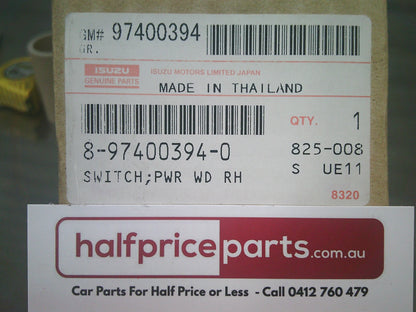 GM# 97400394
GR.
ISUZU
GENUINE PARTS
ISUZU MOTORS LIMITED JAPAN
MADE IN THAILAND
QTY. 1
8-97400394-0 825-008
SWITCH;PWR WD RH S UE11
8320
halfpriceparts.com.au
Car Parts For Half Price or Less - Call 0412 760 479